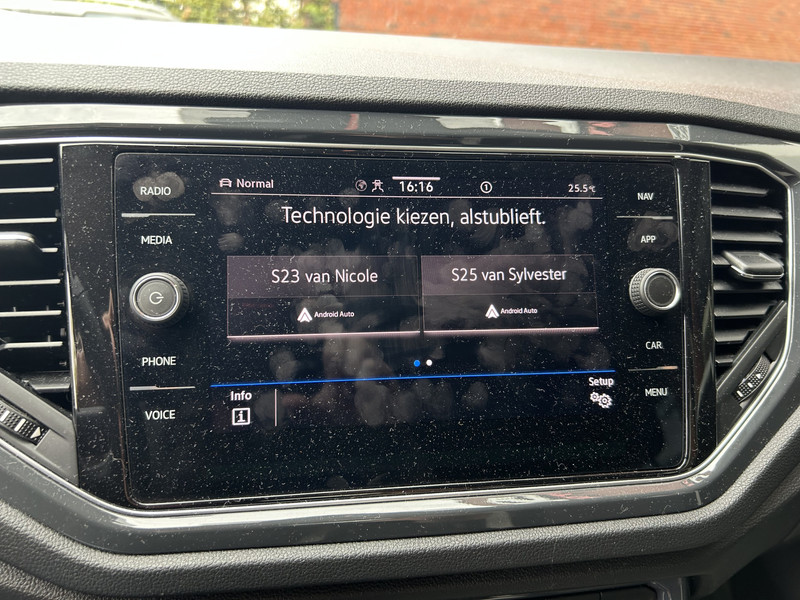 RADIO
MEDIA
PHONE
VOICE
Normal
16:16
1
25.5°C
Technologie kiezen, alstublieft.
S23 van Nicole
Android Auto
S25 van Sylvester
Android Auto
Info
i
Setup
NAV
APP
CAR
MENU